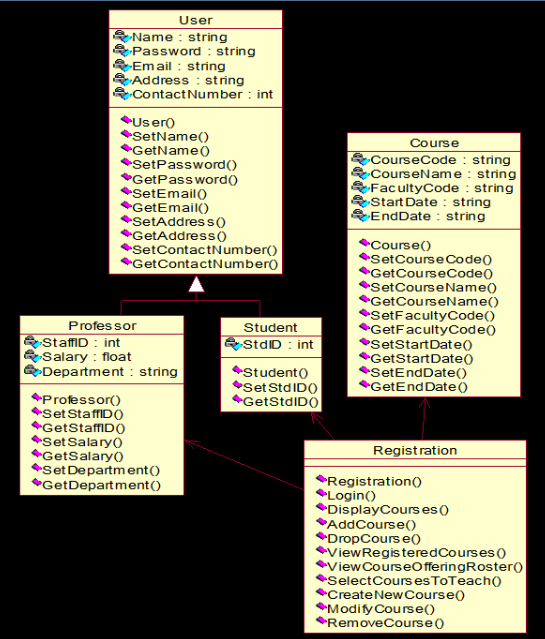 User
Name : string
Password : string
Email : string
Address : string
ContactNumber : int
User()
SetName()
GetName()
SetPassword()
GetPassword()
SetEmail()
GetEmail()
SetAddress()
GetAddress()
SetContactNumber()
GetContactNumber()
Course
CourseCode : string
CourseName : string
FacultyCode : string
StartDate : string
EndDate : string
Course()
SetCourseCode()
GetCourseCode()
SetCourseName()
GetCourseName()
SetFacultyCode()
GetFacultyCode()
SetStartDate()
GetStartDate()
SetEndDate()
GetEndDate()
Professor
StaffID : int
Salary : float
Department : string
Professor()
SetStaffID()
GetStaffID()
SetSalary()
GetSalary()
SetDepartment()
GetDepartment()
Student
StdID : int
Student()
SetStdID()
GetStdID()
Registration
Registration()
Login()
DisplayCourses()
AddCourse()
DropCourse()
ViewRegisteredCourses()
ViewCourseOfferingRoster()
SelectCoursesToTeach()
CreateNewCourse()
ModifyCourse()
RemoveCourse()